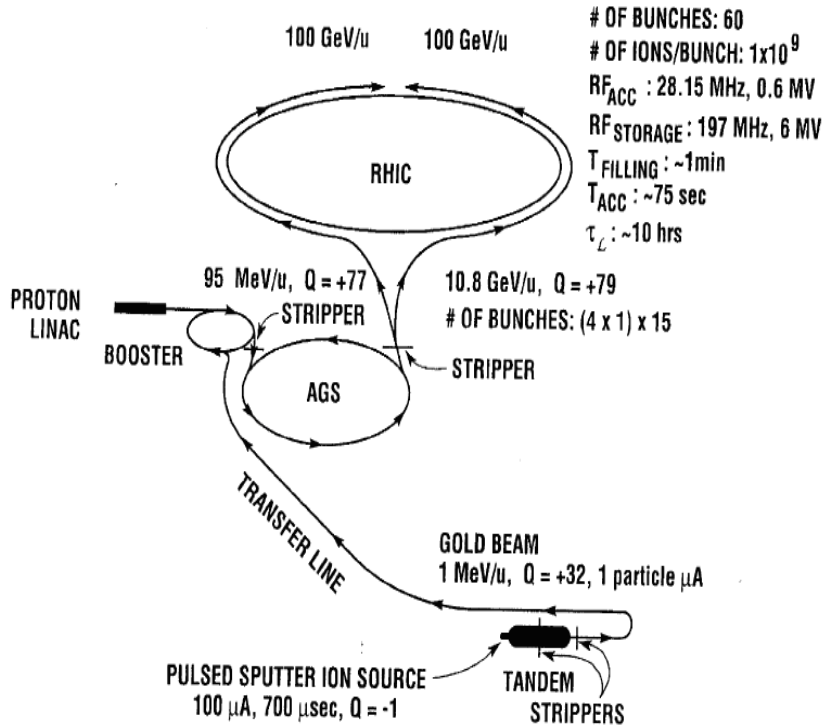 100 GeV/u 100 GeV/u
# OF BUNCHES: 60
# OF IONS/BUNCH: 1x10⁹
RF_ACC : 28.15 MHz, 0.6 MV
RF_STORAGE : 197 MHz, 6 MV
T_FILLING : ~1min
T_ACC : ~75 sec
τ_ℒ : ~10 hrs
RHIC
95 MeV/u, Q = +77
10.8 GeV/u, Q = +79
# OF BUNCHES: (4 x 1) x 15
PROTON
LINAC
STRIPPER
BOOSTER
STRIPPER
AGS
TRANSFER LINE
GOLD BEAM
1 MeV/u, Q = +32, 1 particle μA
PULSED SPUTTER ION SOURCE
100 μA, 700 μsec, Q = -1
TANDEM
STRIPPERS